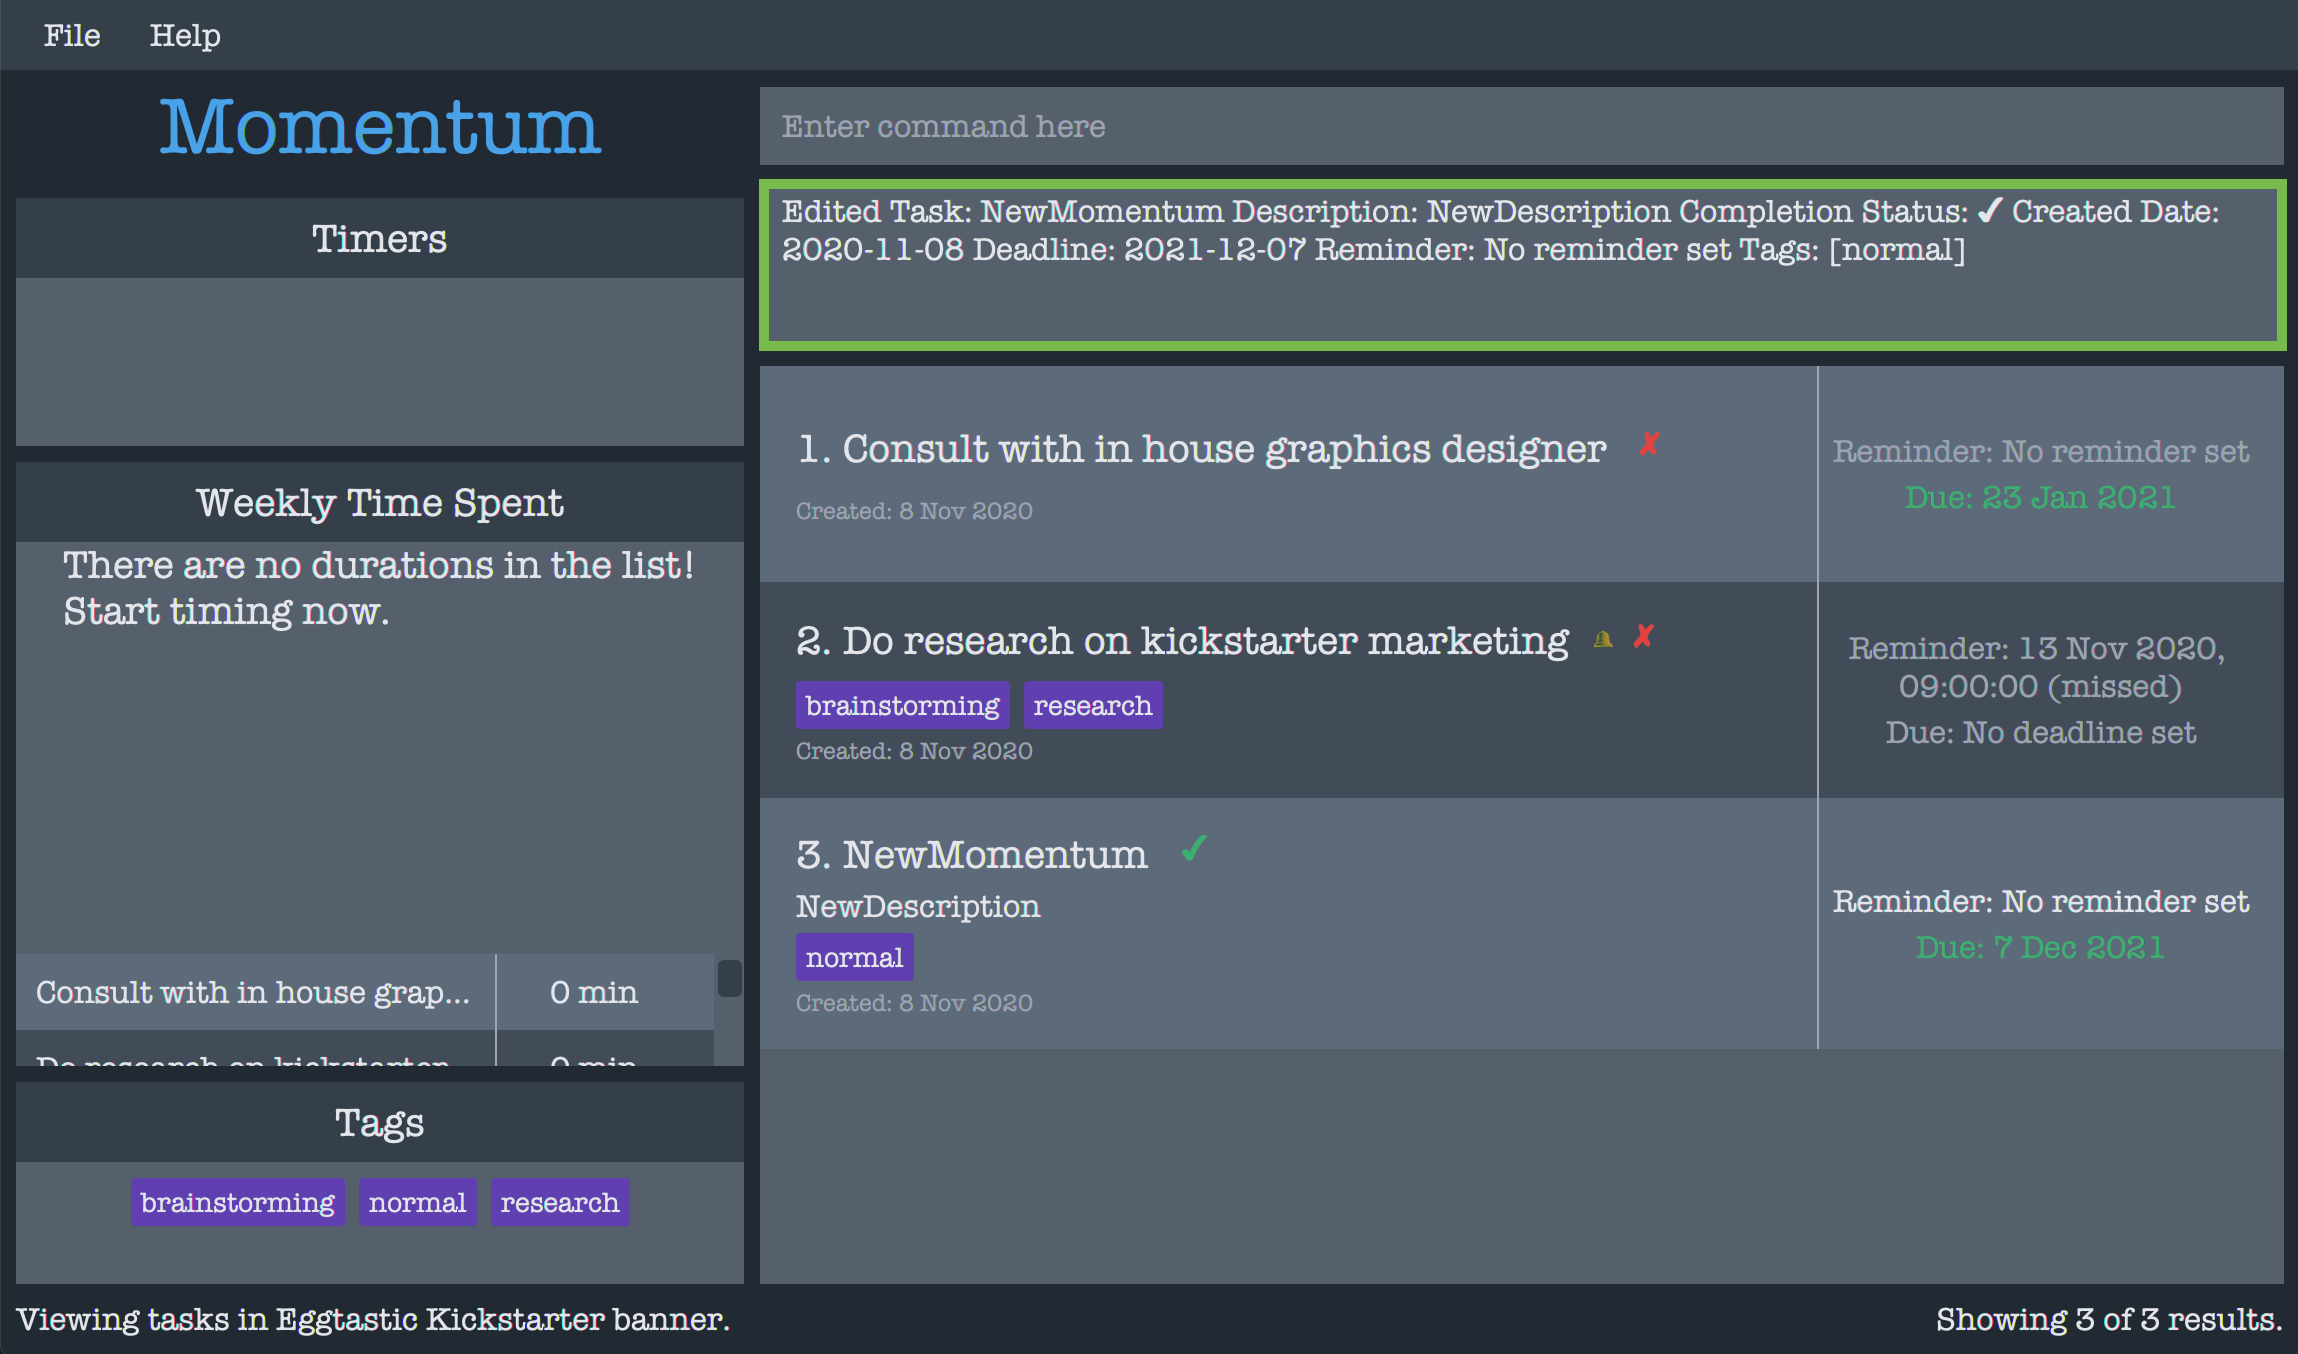 File Help
Momentum
Timers
Weekly Time Spent
There are no durations in the list!
Start timing now.
Consult with in house grap... 0 min
Do research on kickstarter 0 min
Tags
brainstorming normal research
Enter command here
Edited Task: NewMomentum Description: NewDescription Completion Status: ✔ Created Date:
2020-11-08 Deadline: 2021-12-07 Reminder: No reminder set Tags: [normal]
1. Consult with in house graphics designer ✘
Created: 8 Nov 2020
Reminder: No reminder set
Due: 23 Jan 2021
2. Do research on kickstarter marketing 🔔 ✘
brainstorming research
Created: 8 Nov 2020
Reminder: 13 Nov 2020,
09:00:00 (missed)
Due: No deadline set
3. NewMomentum ✔
NewDescription
normal
Created: 8 Nov 2020
Reminder: No reminder set
Due: 7 Dec 2021
Viewing tasks in Eggtastic Kickstarter banner.
Showing 3 of 3 results.